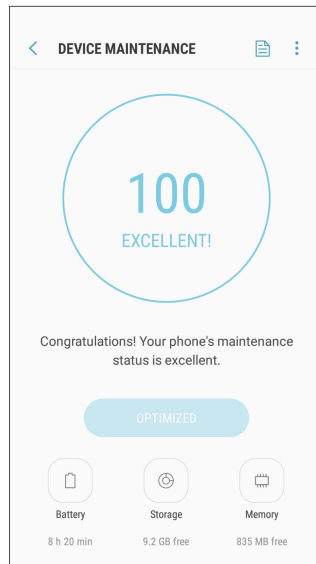 DEVICE MAINTENANCE
100
EXCELLENT!
Congratulations! Your phone's maintenance
status is excellent.
OPTIMIZED
Battery Storage Memory
8 h 20 min 9.2 GB free 835 MB free